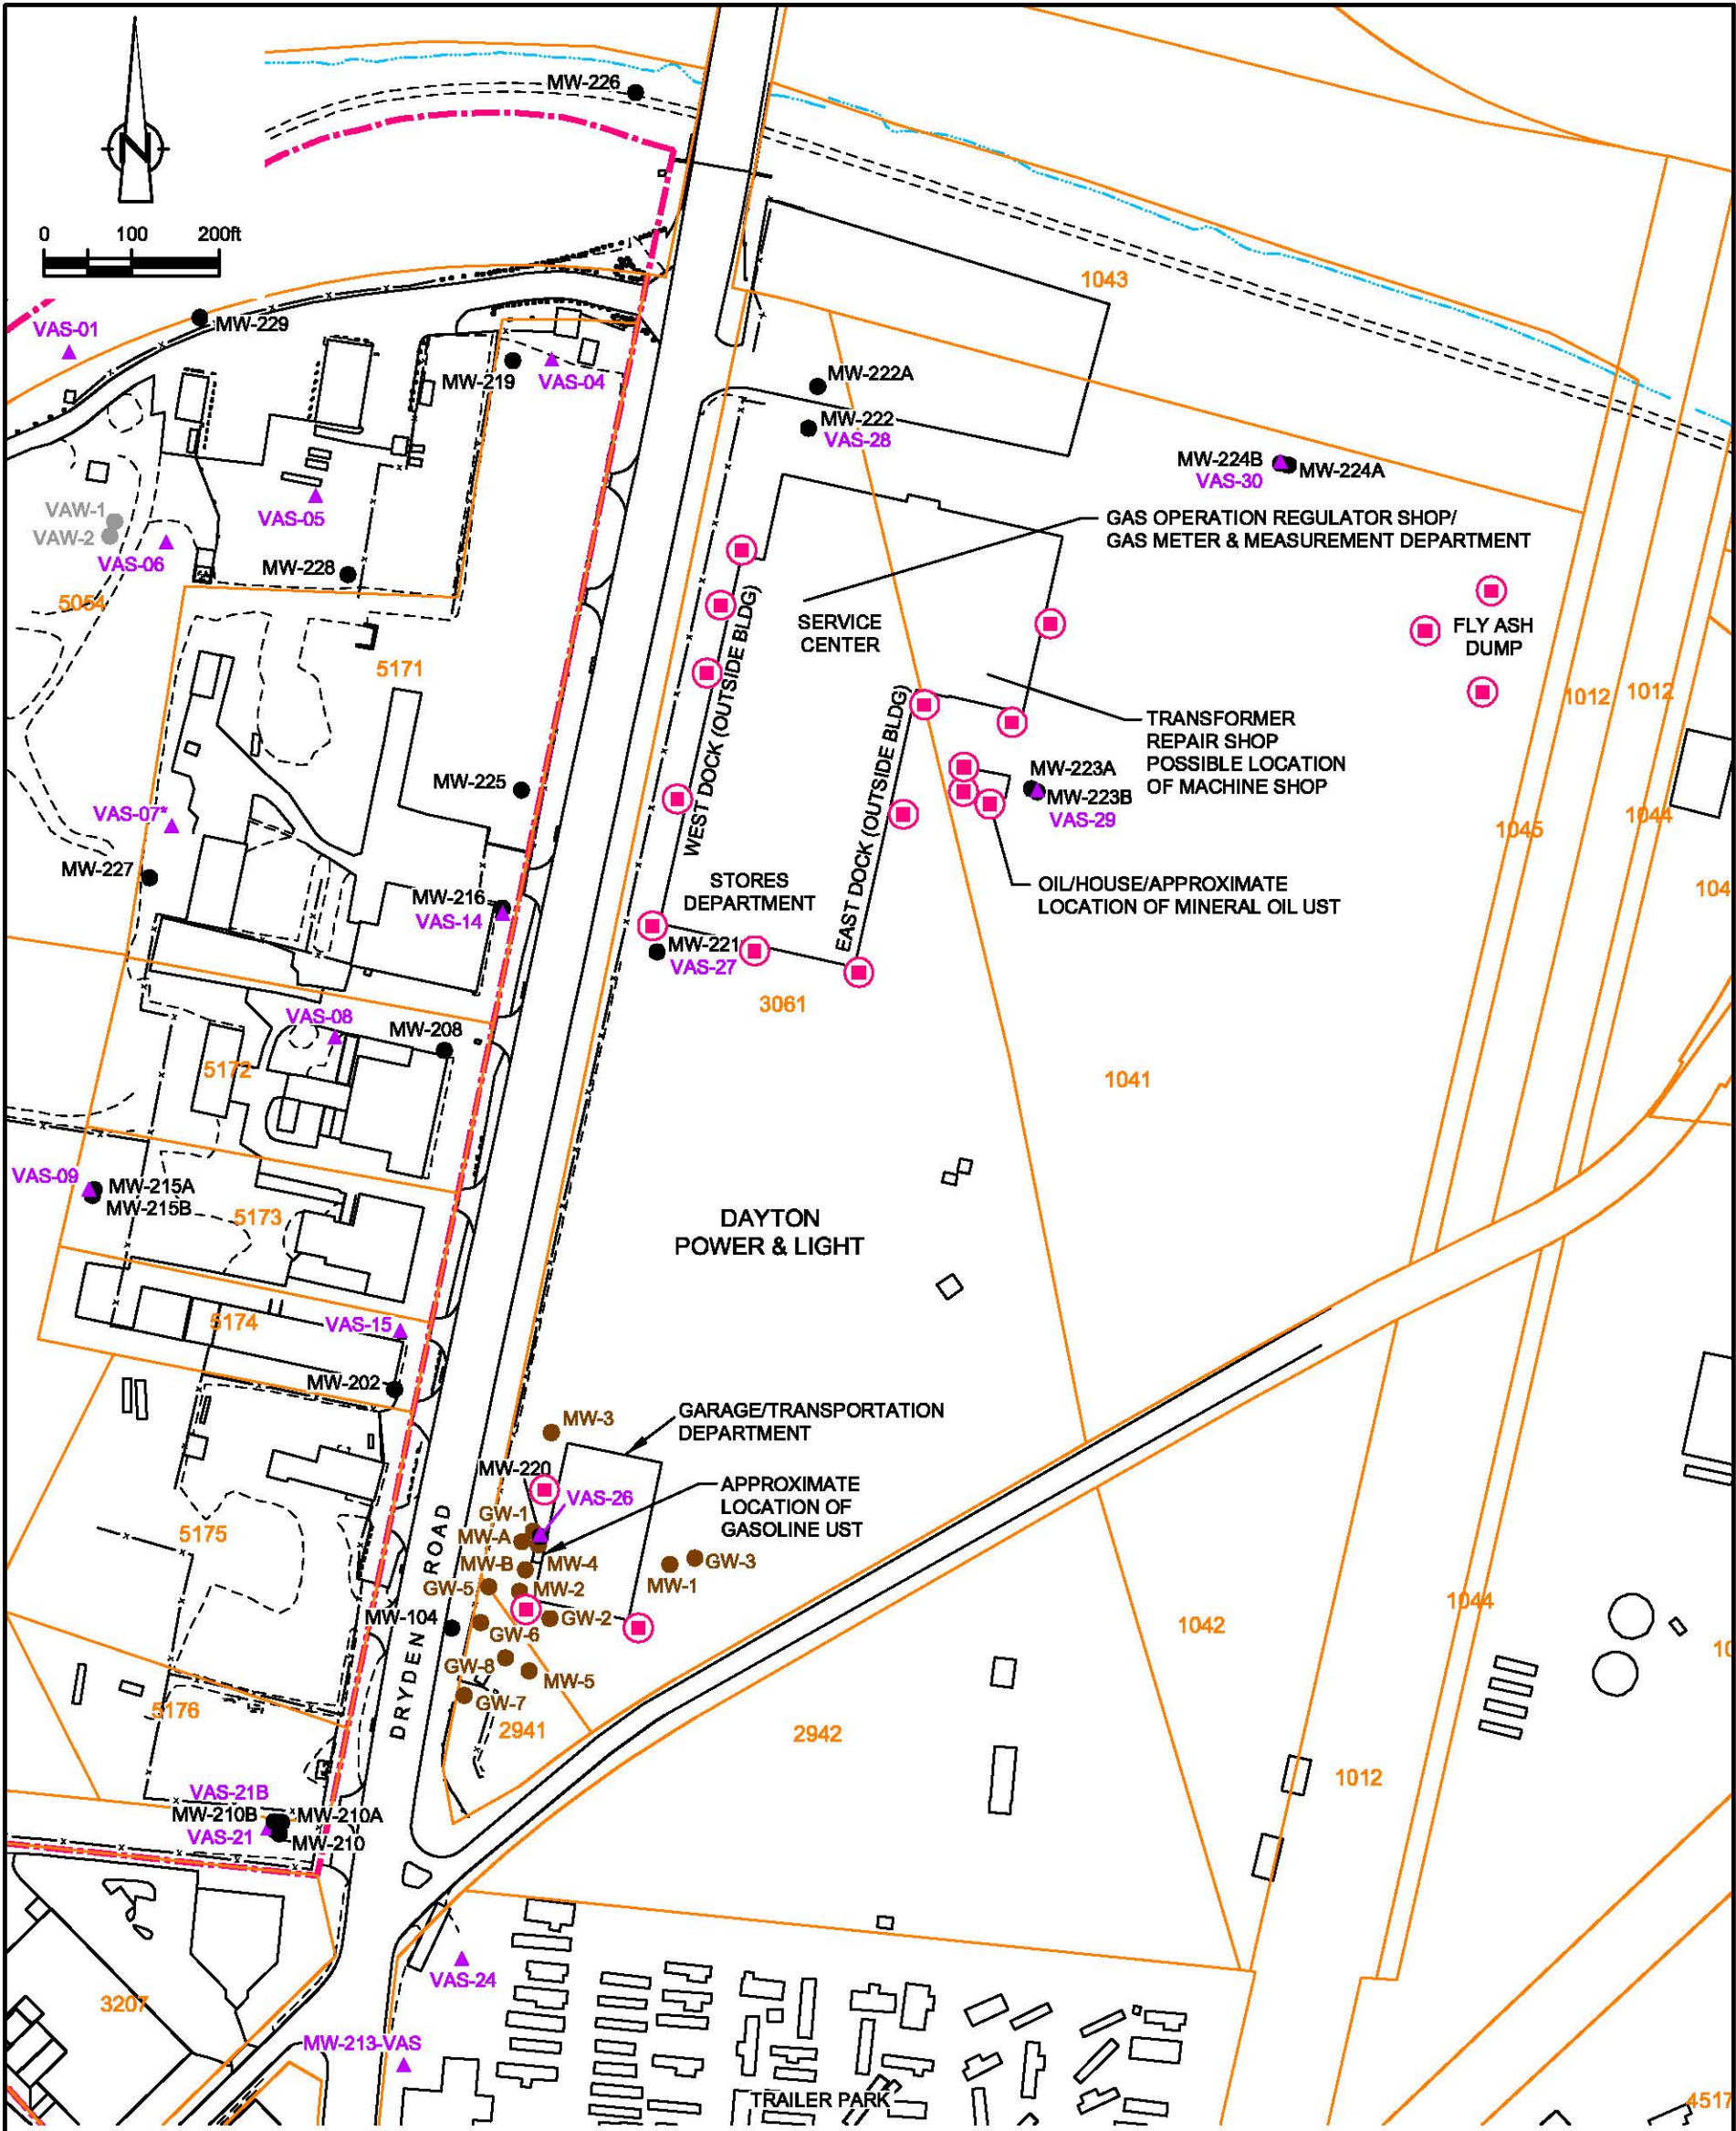 MW-226
N
0 100 200ft
1043
VAS-01
MW-229
MW-219
VAS-04
MW-222A
MW-222
VAS-28
MW-224B
VAS-30
MW-224A
VAW-1
VAW-2
VAS-05
VAS-06
MW-228
GAS OPERATION REGULATOR SHOP/
GAS METER & MEASUREMENT DEPARTMENT
5054
SERVICE
CENTER
FLY ASH
DUMP
5171
1012
1012
WEST DOCK (OUTSIDE BLDG)
EAST DOCK (OUTSIDE BLDG)
TRANSFORMER
REPAIR SHOP
POSSIBLE LOCATION
OF MACHINE SHOP
MW-225
MW-223A
MW-223B
VAS-29
VAS-07*
1045
1044
MW-227
MW-216
VAS-14
STORES
DEPARTMENT
OIL/HOUSE/APPROXIMATE
LOCATION OF MINERAL OIL UST
104
MW-221
VAS-27
3061
VAS-08
MW-208
5172
1041
VAS-09
MW-215A
MW-215B
5173
DAYTON
POWER & LIGHT
5174
VAS-15
MW-202
MW-3
GARAGE/TRANSPORTATION
DEPARTMENT
MW-220
VAS-26
APPROXIMATE
LOCATION OF
GASOLINE UST
5175
GW-1
MW-A
MW-B
MW-4
GW-3
MW-1
GW-5
MW-2
MW-104
GW-6
GW-2
DRYDEN ROAD
1044
1042
10
GW-8
MW-5
GW-7
5176
2941
2942
1012
VAS-21B
MW-210B
MW-210A
VAS-21
MW-210
VAS-24
3207
MW-213-VAS
TRAILER PARK
4517